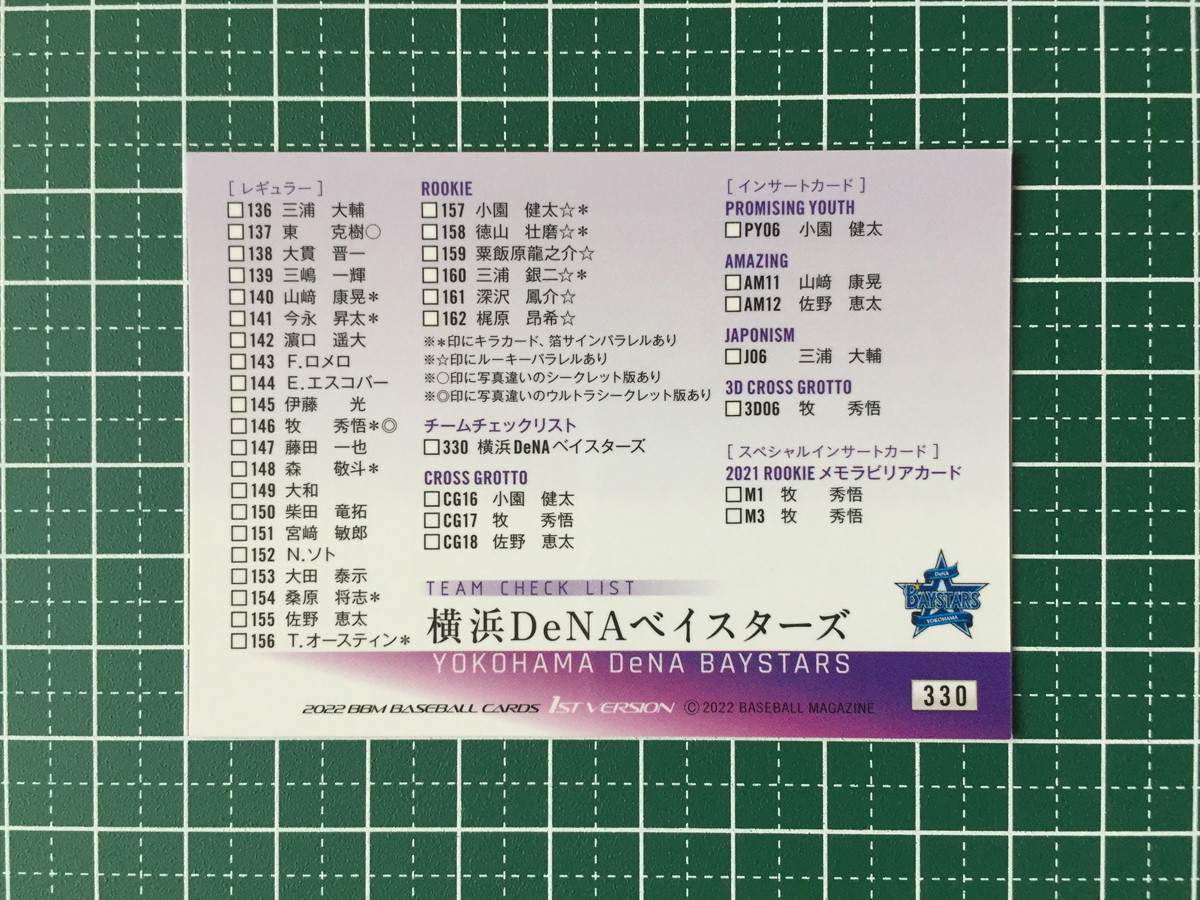 [ レギュラー ]
□136 三浦 大輔
□137 東 克樹○
□138 大貫 晋一
□139 三嶋 一輝
□140 山﨑 康晃＊
□141 今永 昇太＊
□142 濵口 遥大
□143 F.ロメロ
□144 E.エスコバー
□145 伊藤 光
□146 牧 秀悟＊◎
□147 藤田 一也
□148 森 敬斗＊
□149 大和
□150 柴田 竜拓
□151 宮﨑 敏郎
□152 N.ソト
□153 大田 泰示
□154 桑原 将志＊
□155 佐野 恵太
□156 T.オースティン＊
ROOKIE
□157 小園 健太☆＊
□158 徳山 壮磨☆＊
□159 粟飯原龍之介☆
□160 三浦 銀二☆＊
□161 深沢 鳳介☆
□162 梶原 昂希☆
※＊印にキラカード、箔サインパラレルあり
※☆印にルーキーパラレルあり
※○印に写真違いのシークレット版あり
※◎印に写真違いのウルトラシークレット版あり
チームチェックリスト
□330 横浜DeNAベイスターズ
CROSS GROTTO
□CG16 小園 健太
□CG17 牧 秀悟
□CG18 佐野 恵太
[ インサートカード ]
PROMISING YOUTH
□PY06 小園 健太
AMAZING
□AM11 山﨑 康晃
□AM12 佐野 恵太
JAPONISM
□J06 三浦 大輔
3D CROSS GROTTO
□3D06 牧 秀悟
[ スペシャルインサートカード ]
2021 ROOKIE メモラビリアカード
□M1 牧 秀悟
□M3 牧 秀悟
TEAM CHECK LIST
横浜DeNAベイスターズ
YOKOHAMA DeNA BAYSTARS
DeNA
BAYSTARS
YOKOHAMA
330
2022 BBM BASEBALL CARDS 1ST VERSION ©2022 BASEBALL MAGAZINE